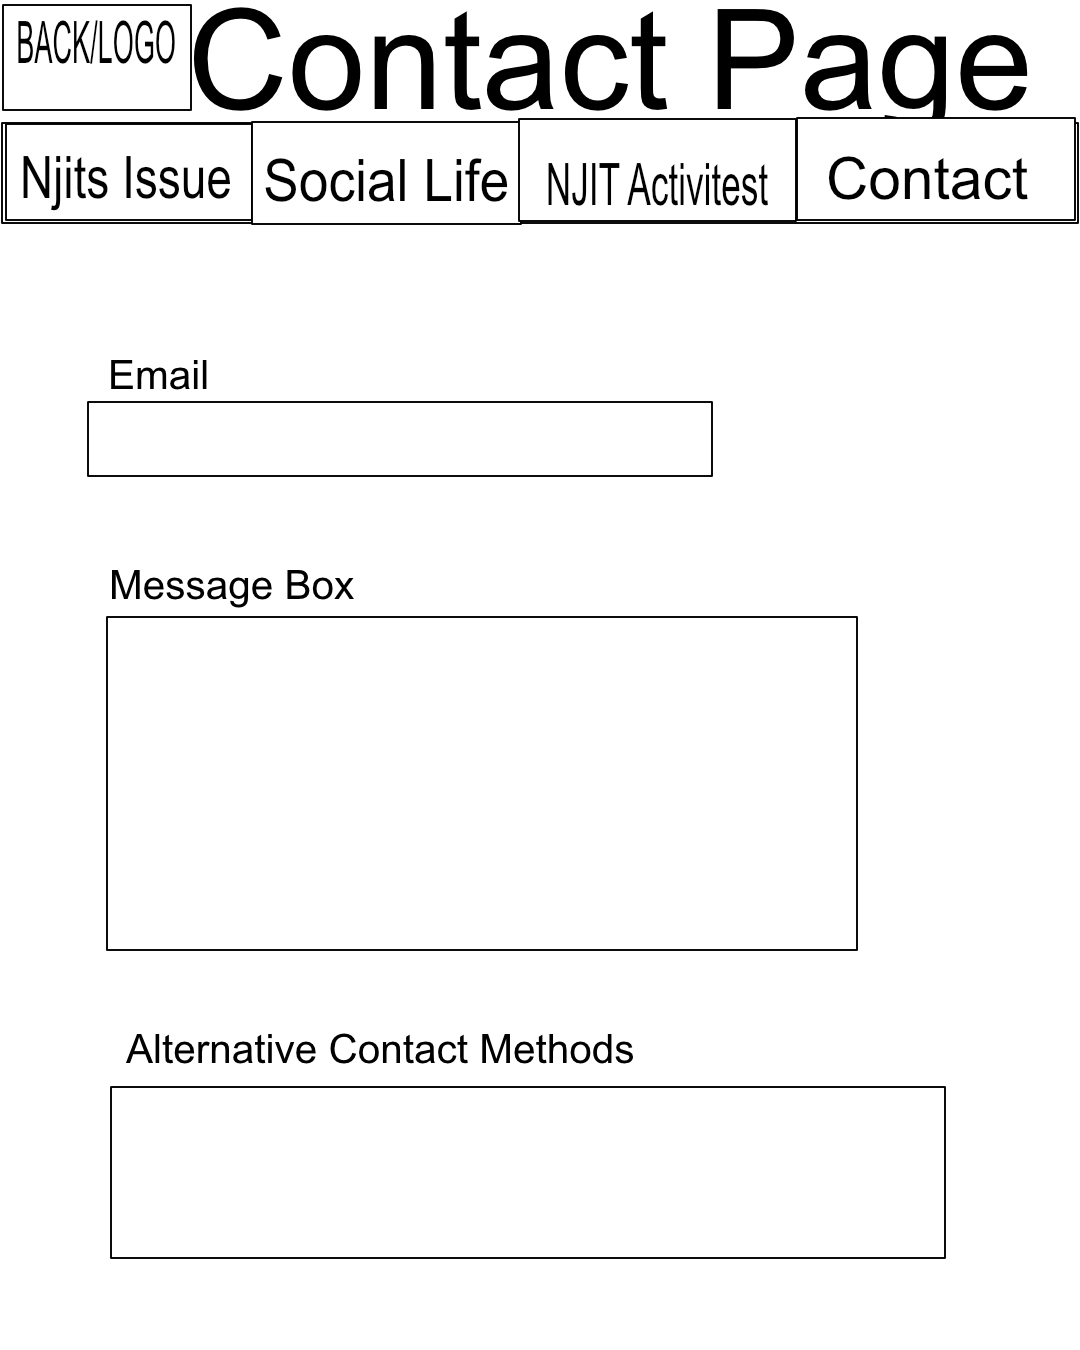 BACK/LOGO
Contact Page
Njits Issue
Social Life
NJIT Activitest
Contact
Email
Message Box
Alternative Contact Methods